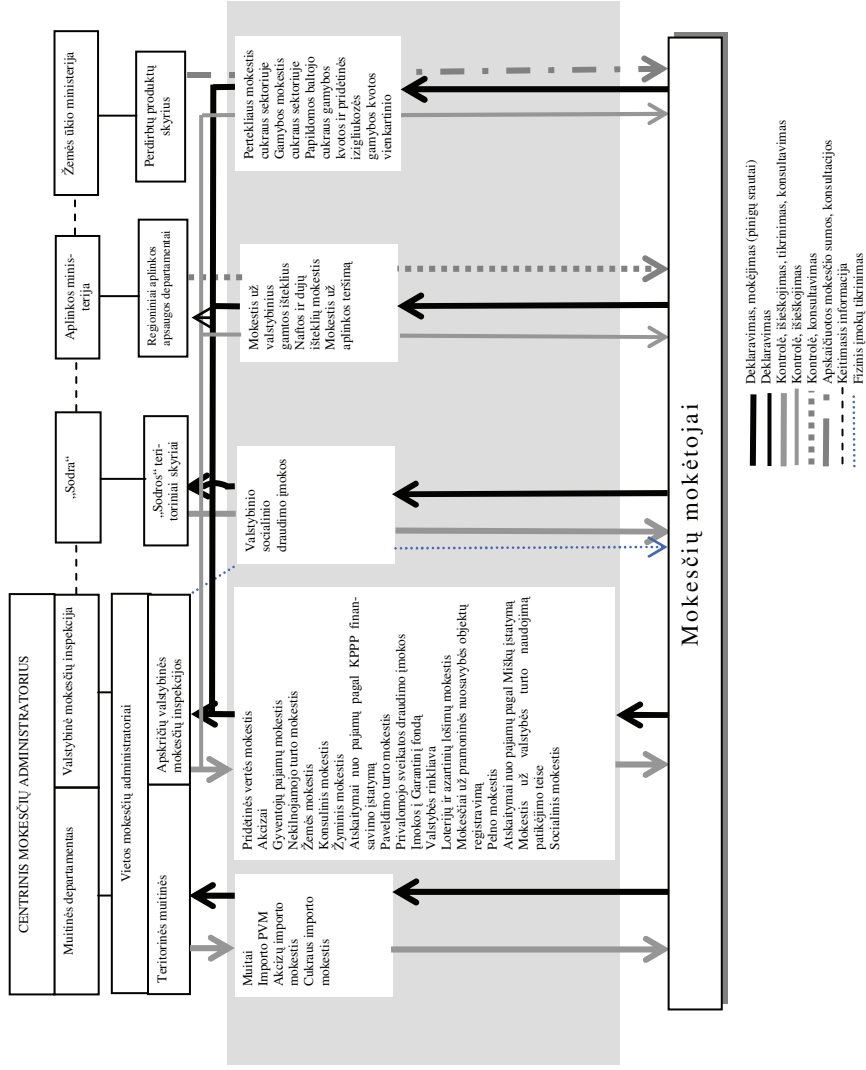 CENTRINIS MOKESČIŲ ADMINISTRATORIUS
Muitinės departamentas
Valstybinė mokesčių inspekcija
„Sodra“
Aplinkos minis-
terija
Žemės ūkio ministerija
Vietos mokesčių administratoriai
Teritorinės muitinės
Apskričių valstybinės
mokesčių inspekcijos
„Sodros“ teri-
toriniai skyriai
Regioniniai aplinkos
apsaugos departamentai
Perdirbtų produktų
skyrius
Muitai
Importo PVM
Akcizų importo
mokestis
Cukraus importo
mokestis
Pridėtinės vertės mokestis
Akcizai
Gyventojų pajamų mokestis
Nekilnojamojo turto mokestis
Žemės mokestis
Konsulinis mokestis
Žyminis mokestis
Atskaitymai nuo pajamų pagal KPPP finan-
savimo įstatymą
Paveldimo turto mokestis
Privalomojo sveikatos draudimo įmokos
Įmokos į Garantinį fondą
Valstybės rinkliava
Loterijų ir azartinių lošimų mokestis
Mokesčiai už pramoninės nuosavybės objektų
registravimą
Pelno mokestis
Atskaitymai nuo pajamų pagal Miškų įstatymą
Mokestis už valstybės turto naudojimą
patikėjimo teise
Socialinis mokestis
Valstybinio
socialinio
draudimo įmokos
Mokestis už
valstybinius
gamtos išteklius
Naftos ir dujų
išteklių mokestis
Mokestis už
aplinkos teršimą
Pertekliaus mokestis
cukraus sektoriuje
Gamybos mokestis
cukraus sektoriuje
Papildomos baltojo
cukraus gamybos
kvotos ir pridėtinės
izigliukozės
gamybos kvotos
vienkartinio
Mokesčių mokėtojai
Deklaravimas, mokėjimas (pinigų srautai)
Deklaravimas
Kontrolė, išieškojimas, tikrinimas, konsultavimas
Kontrolė, išieškojimas
Kontrolė, konsultavimas
Apskaičiuotos mokesčio sumos, konsultacijos
Keitimasis informacija
Fizinis įmokų tikrinimas